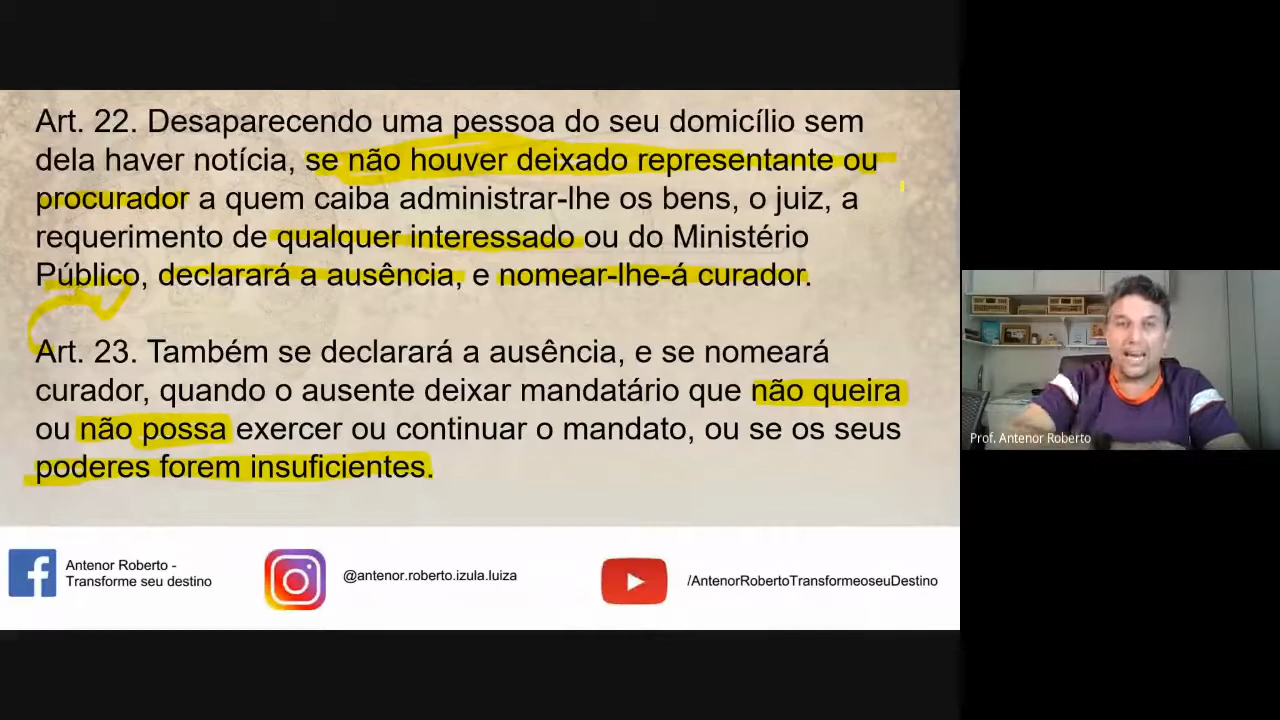 Art. 22. Desaparecendo uma pessoa do seu domicílio sem
dela haver notícia, se não houver deixado representante ou
procurador a quem caiba administrar-lhe os bens, o juiz, a
requerimento de qualquer interessado ou do Ministério
Público, declarará a ausência, e nomear-lhe-á curador.
Art. 23. Também se declarará a ausência, e se nomeará
curador, quando o ausente deixar mandatário que não queira
ou não possa exercer ou continuar o mandato, ou se os seus
poderes forem insuficientes.
Prof. Antenor Roberto
Antenor Roberto -
Transforme seu destino
@antenor.roberto.izula.luiza
/AntenorRobertoTransformeoseuDestino